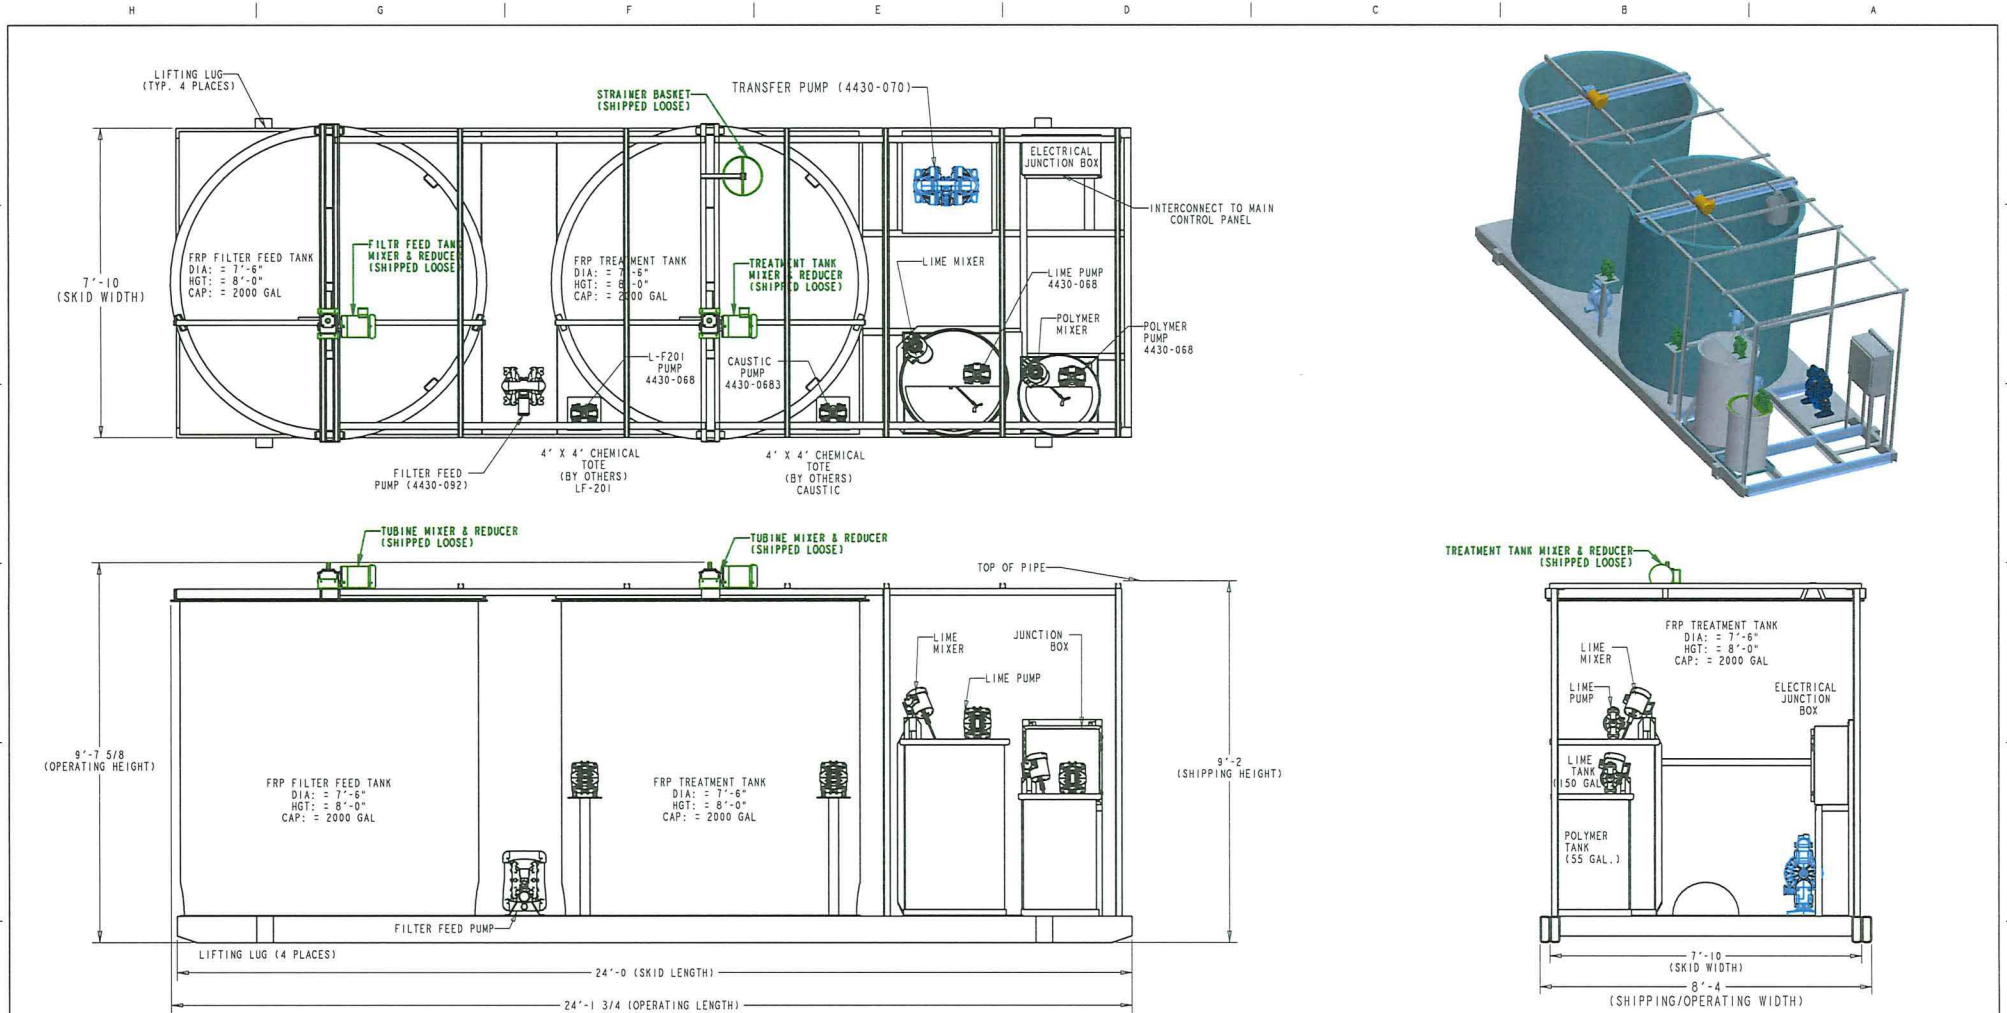 H G F E D C B A
LIFTING LUG
(TYP. 4 PLACES)
STRAINER BASKET
(SHIPPED LOOSE)
TRANSFER PUMP (4430-070)
ELECTRICAL
JUNCTION BOX
INTERCONNECT TO MAIN
CONTROL PANEL
7'-10
(SKID WIDTH)
FRP FILTER FEED TANK
DIA: = 7'-6"
HGT: = 8'-0"
CAP: = 2000 GAL
FILTR FEED TANK
MIXER & REDUCER
(SHIPPED LOOSE)
FRP TREATMENT TANK
DIA: = 7'-6"
HGT: = 8'-0"
CAP: = 2000 GAL
TREATMENT TANK
MIXER & REDUCER
(SHIPPED LOOSE)
LIME MIXER
LIME PUMP
4430-068
POLYMER
MIXER
POLYMER
PUMP
4430-068
L-F201
PUMP
4430-068
CAUSTIC
PUMP
4430-0683
FILTER FEED
PUMP (4430-092)
4' X 4' CHEMICAL
TOTE
(BY OTHERS)
LF-201
4' X 4' CHEMICAL
TOTE
(BY OTHERS)
CAUSTIC
TUBINE MIXER & REDUCER
(SHIPPED LOOSE)
TUBINE MIXER & REDUCER
(SHIPPED LOOSE)
TOP OF PIPE
9'-7 5/8
(OPERATING HEIGHT)
FRP FILTER FEED TANK
DIA: = 7'-6"
HGT: = 8'-0"
CAP: = 2000 GAL
FRP TREATMENT TANK
DIA: = 7'-6"
HGT: = 8'-0"
CAP: = 2000 GAL
LIME
MIXER
LIME PUMP
JUNCTION
BOX
9'-2
(SHIPPING HEIGHT)
FILTER FEED PUMP
LIFTING LUG (4 PLACES)
24'-0 (SKID LENGTH)
24'-1 3/4 (OPERATING LENGTH)
TREATMENT TANK MIXER & REDUCER
(SHIPPED LOOSE)
FRP TREATMENT TANK
DIA: = 7'-6"
HGT: = 8'-0"
CAP: = 2000 GAL
LIME
MIXER
LIME
PUMP
ELECTRICAL
JUNCTION
BOX
LIME
TANK
(150 GAL
POLYMER
TANK
(55 GAL.)
7'-10
(SKID WIDTH)
8'-4
(SHIPPING/OPERATING WIDTH)